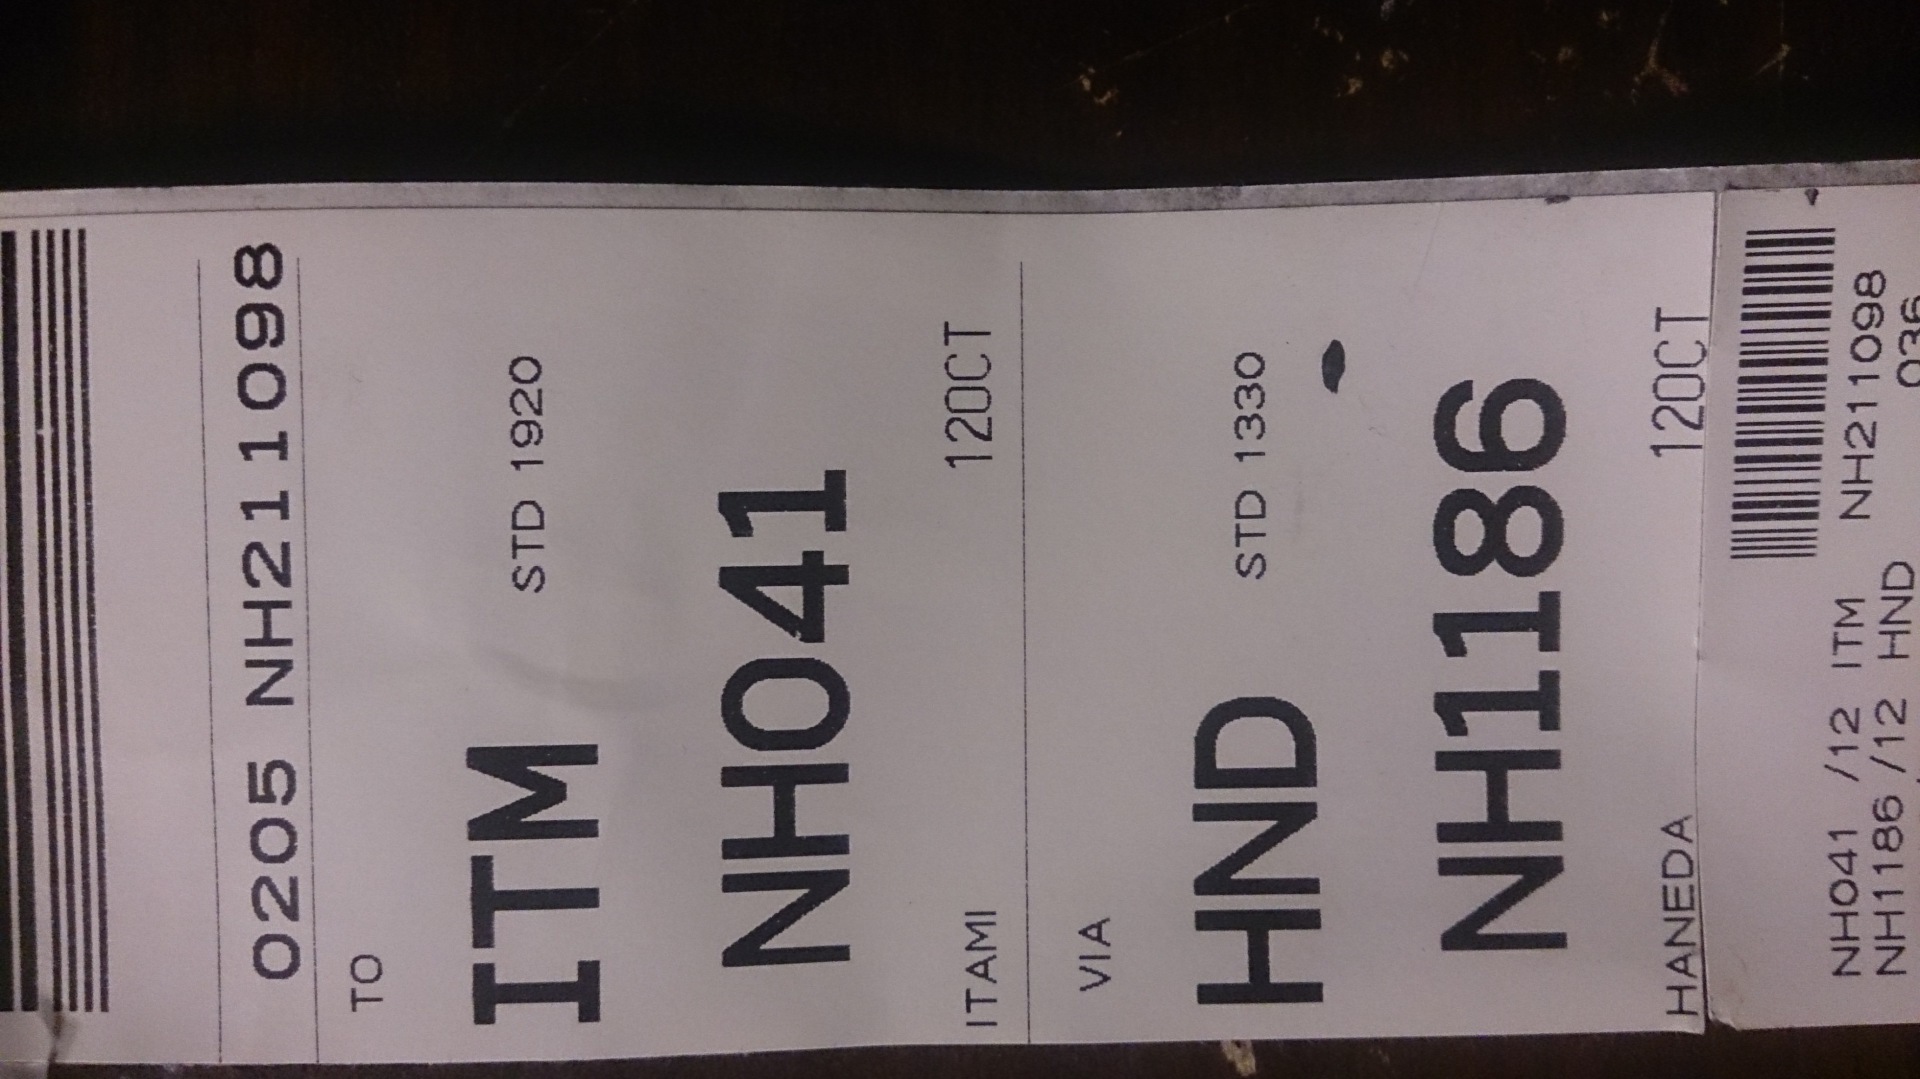 0205 NH211098
TO
ITM STD 1920
NH041
ITAMI 12OCT
VIA
HND STD 1330
NH1186
HANEDA 12OCT
NH041 /12 ITM NH211098
NH1186 /12 HND